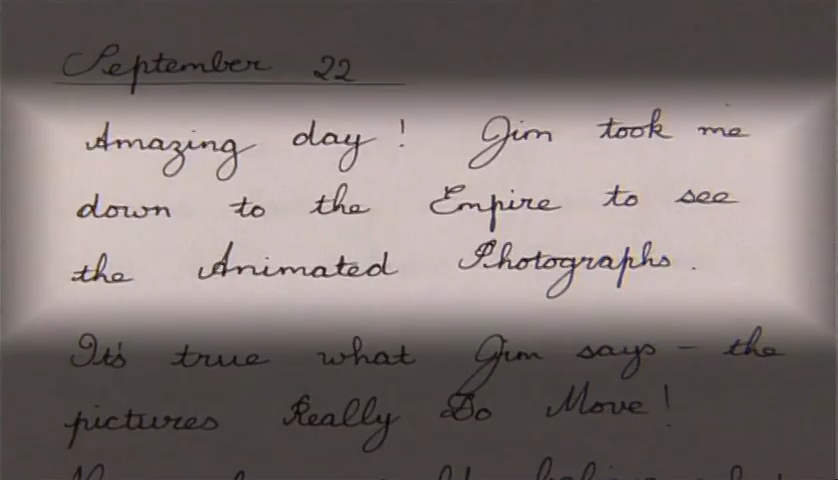 September 22
Amazing day! Jim took me
down to the Empire to see
the Animated Photographs.
It's true what Jim says – the
pictures Really Do Move!